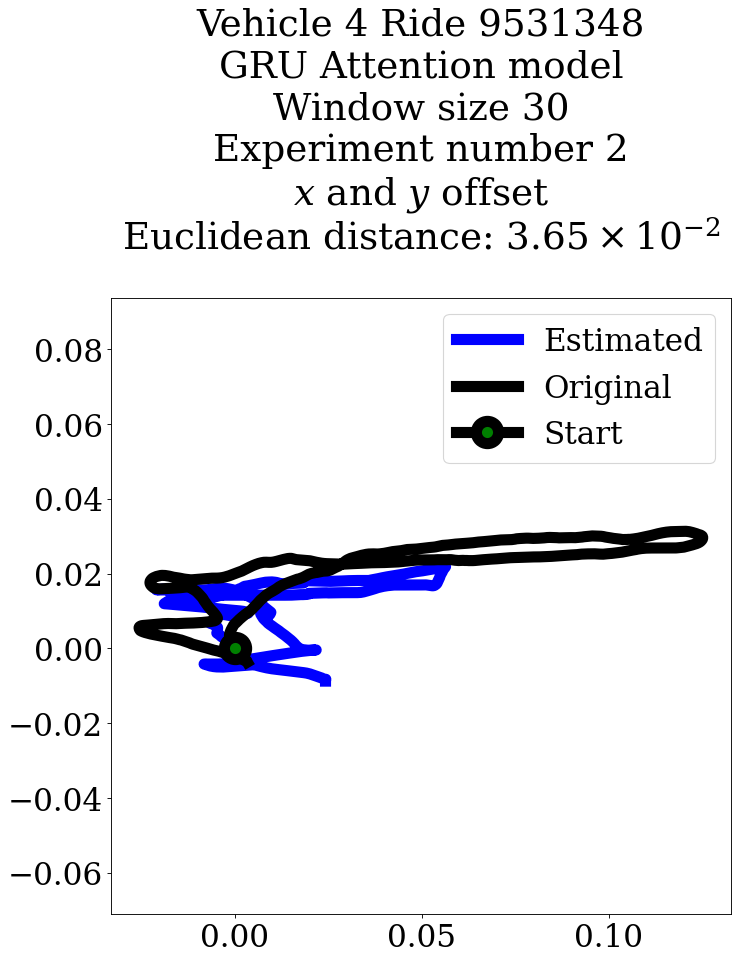 Vehicle 4 Ride 9531348
GRU Attention model
Window size 30
Experiment number 2
x and y offset
Euclidean distance: 3.65 × 10⁻²
Estimated
Original
Start
0.08
0.06
0.04
0.02
0.00
−0.02
−0.04
−0.06
0.00 0.05 0.10